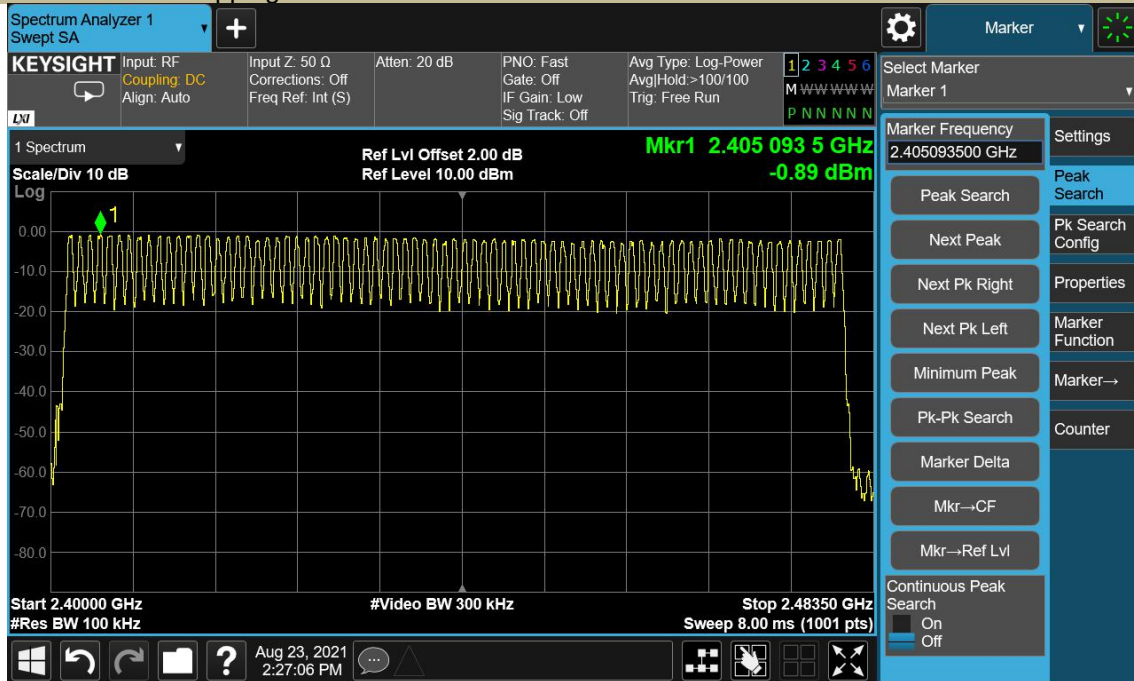 Spectrum Analyzer 1
Swept SA
+
Marker
KEYSIGHT
LXI
Input: RF
Coupling: DC
Align: Auto
Input Z: 50 Ω
Corrections: Off
Freq Ref: Int (S)
Atten: 20 dB
PNO: Fast
Gate: Off
IF Gain: Low
Sig Track: Off
Avg Type: Log-Power
Avg|Hold:>100/100
Trig: Free Run
1 2 3 4 5 6
M W W W W W
P N N N N N
Select Marker
Marker 1
1 Spectrum
Scale/Div 10 dB
Log
Ref Lvl Offset 2.00 dB
Ref Level 10.00 dBm
Mkr1 2.405 093 5 GHz
-0.89 dBm
1
0.00
-10.0
-20.0
-30.0
-40.0
-50.0
-60.0
-70.0
-80.0
Start 2.40000 GHz
#Res BW 100 kHz
#Video BW 300 kHz
Stop 2.48350 GHz
Sweep 8.00 ms (1001 pts)
Marker Frequency
2.405093500 GHz
Peak Search
Next Peak
Next Pk Right
Next Pk Left
Minimum Peak
Pk-Pk Search
Marker Delta
Mkr→CF
Mkr→Ref Lvl
Continuous Peak
Search
On
Off
Settings
Peak
Search
Pk Search
Config
Properties
Marker
Function
Marker→
Counter
?
Aug 23, 2021
2:27:06 PM